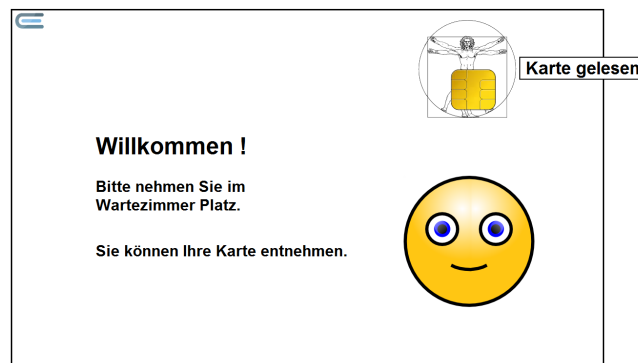 Karte gelesen
Willkommen !
Bitte nehmen Sie im
Wartezimmer Platz.
Sie können Ihre Karte entnehmen.